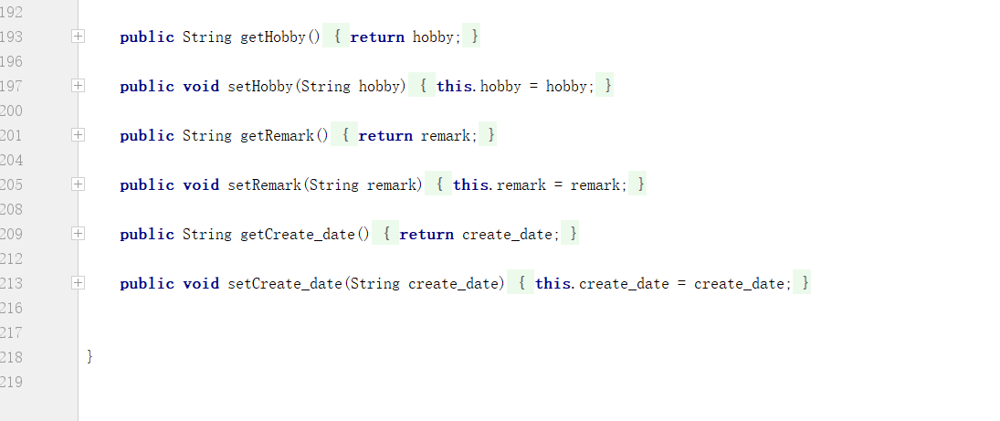 192
193 public String getHobby() { return hobby; }
196
197 public void setHobby(String hobby) { this.hobby = hobby; }
200
201 public String getRemark() { return remark; }
204
205 public void setRemark(String remark) { this.remark = remark; }
208
209 public String getCreate_date() { return create_date; }
212
213 public void setCreate_date(String create_date) { this.create_date = create_date; }
216
217
218 }
219